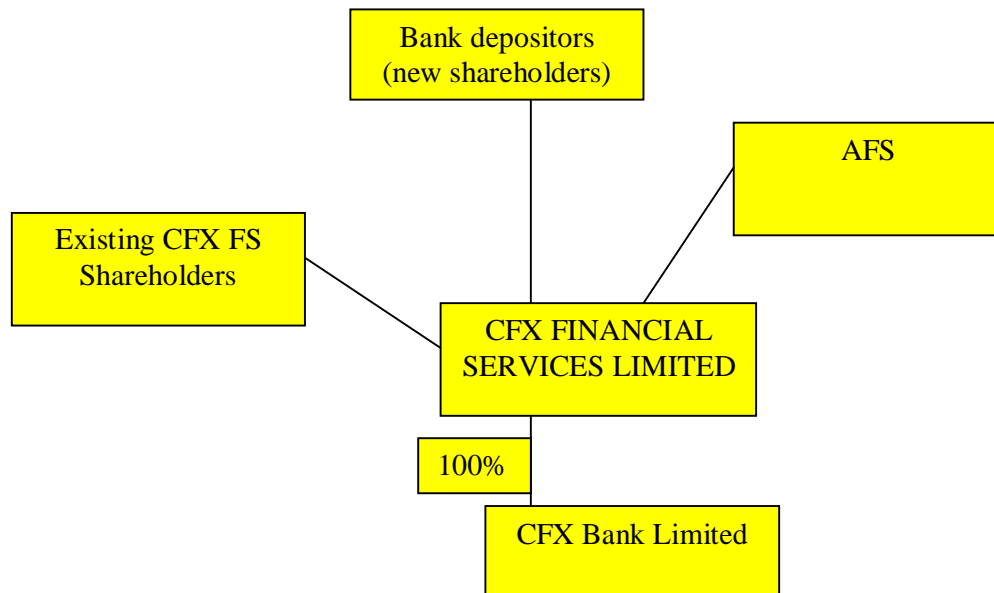 Bank depositors
(new shareholders)
AFS
Existing CFX FS
Shareholders
CFX FINANCIAL
SERVICES LIMITED
100%
CFX Bank Limited